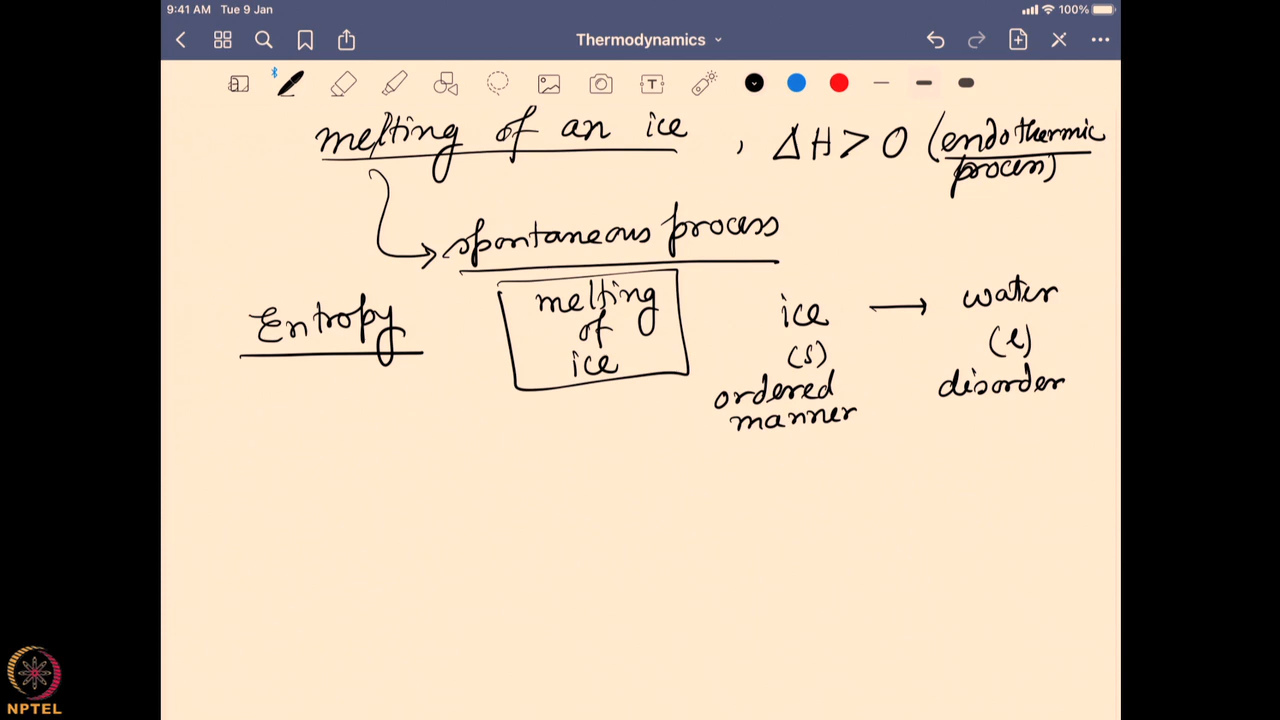 9:41 AM Tue 9 Jan 100%
Thermodynamics
melting of an ice , ΔH > 0 (endothermic
process)
spontaneous process
Entropy
melting
of
ice
ice → water
(s) (l)
ordered
manner
disorder
NPTEL